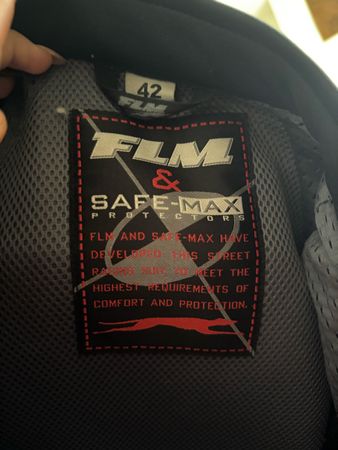 42
FLM
FLM
&
SAFE-MAX
PROTECTORS
FLM AND SAFE-MAX HAVE
DEVELOPED THIS STREET
RACING SUIT TO MEET THE
HIGHEST REQUIREMENTS OF
COMFORT AND PROTECTION.